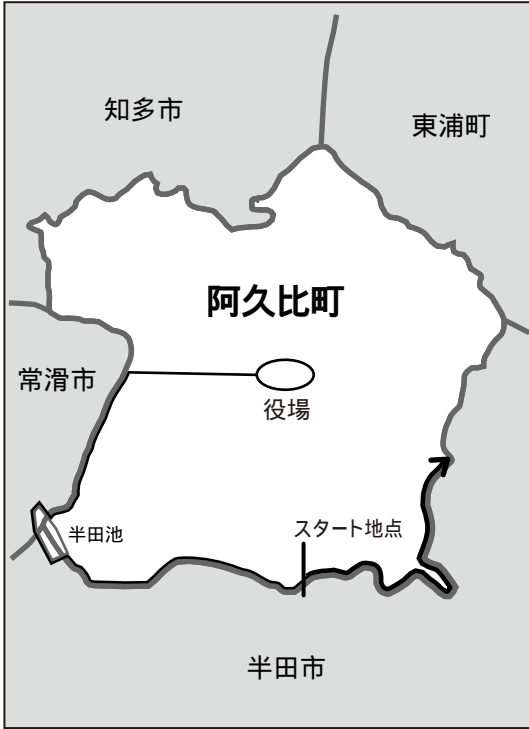 知多市
東浦町
阿久比町
常滑市
役場
半田池
スタート地点
半田市